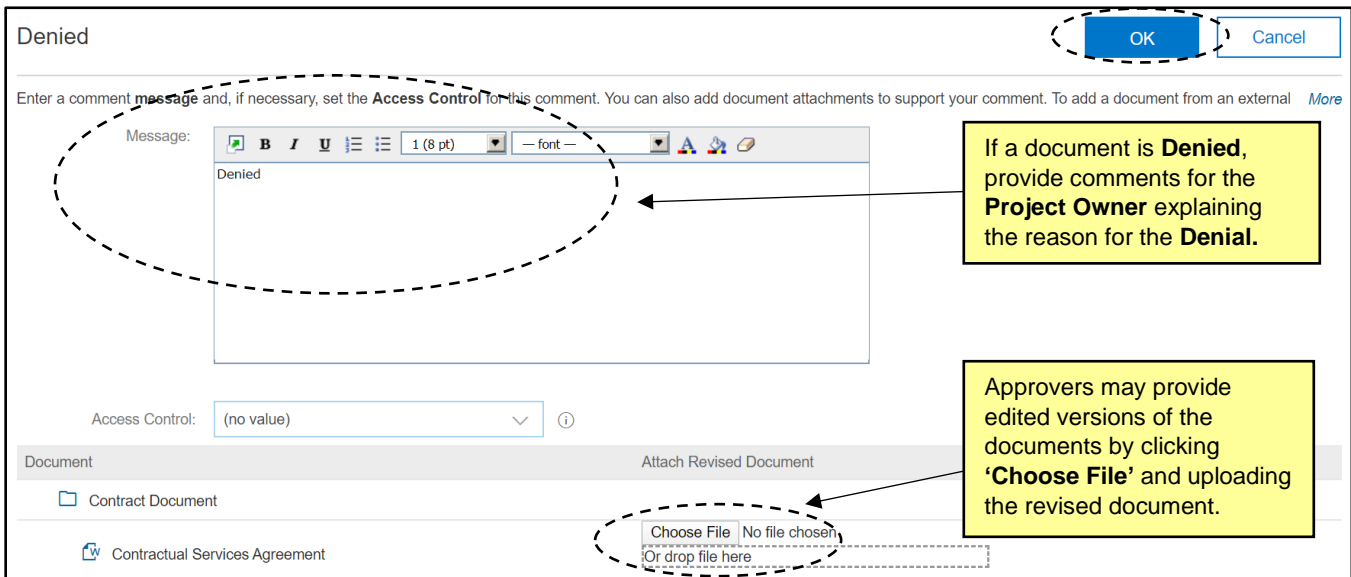 Denied
OK
Cancel
Enter a comment message and, if necessary, set the Access Control for this comment. You can also add document attachments to support your comment. To add a document from an external More
Message:
B I U 1 (8 pt) — font — A
Denied
If a document is Denied,
provide comments for the
Project Owner explaining
the reason for the Denial.
Access Control:
(no value)
Approvers may provide
edited versions of the
documents by clicking
‘Choose File’ and uploading
the revised document.
Document
Attach Revised Document
Contract Document
Contractual Services Agreement
Choose File No file chosen
Or drop file here